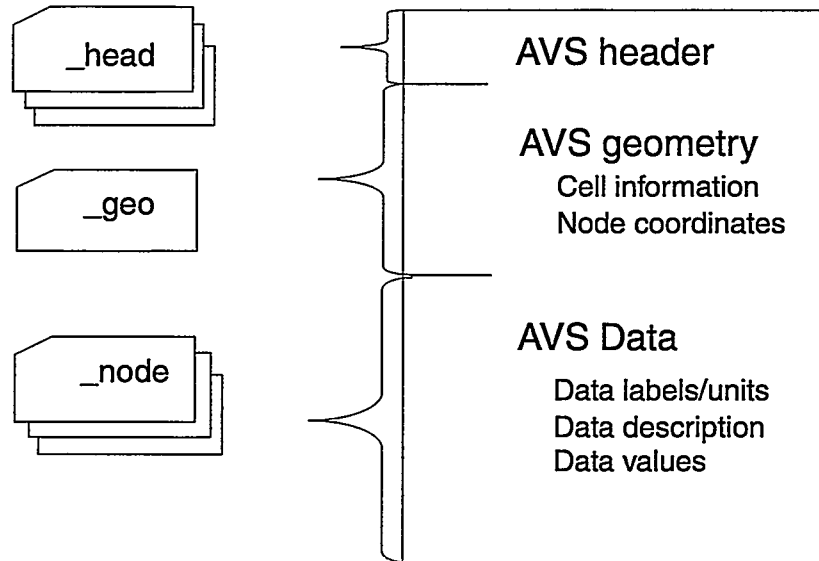 _head
AVS header
AVS geometry
Cell information
Node coordinates
_geo
AVS Data
Data labels/units
Data description
Data values
_node